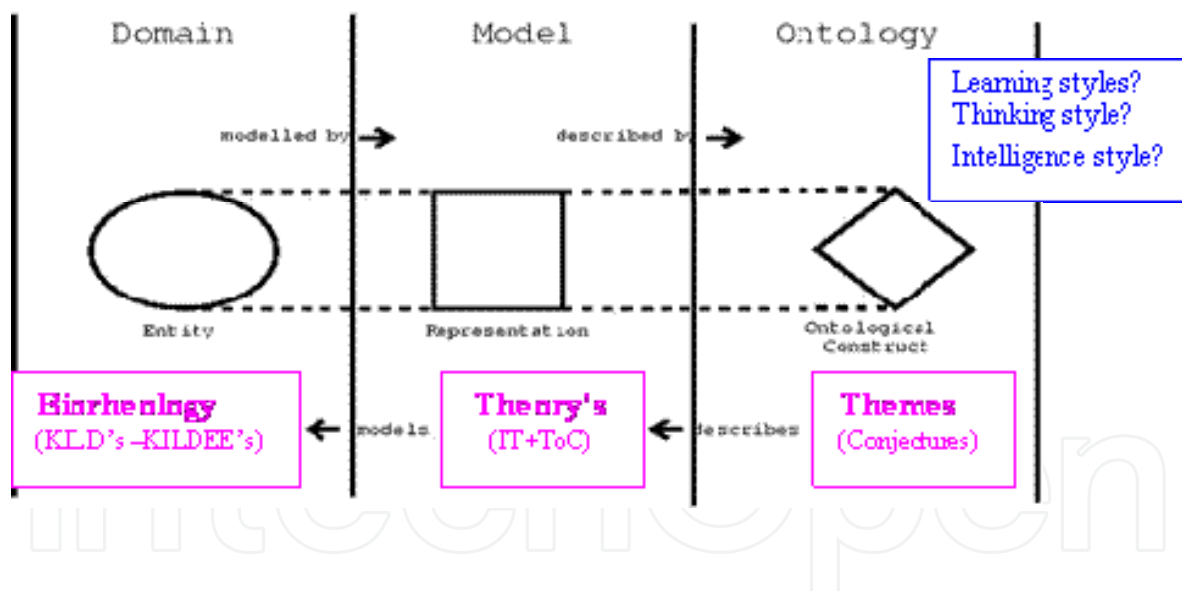 Domain
Model
Ontology
Learning styles?
Thinking style?
Intelligence style?
modelled by
described by
Entity
Representation
Ontological
Construct
Biorheology
(KLD's –KILDEE's)
models
Theory's
(IT+ToC)
describes
Themes
(Conjectures)
intechopen